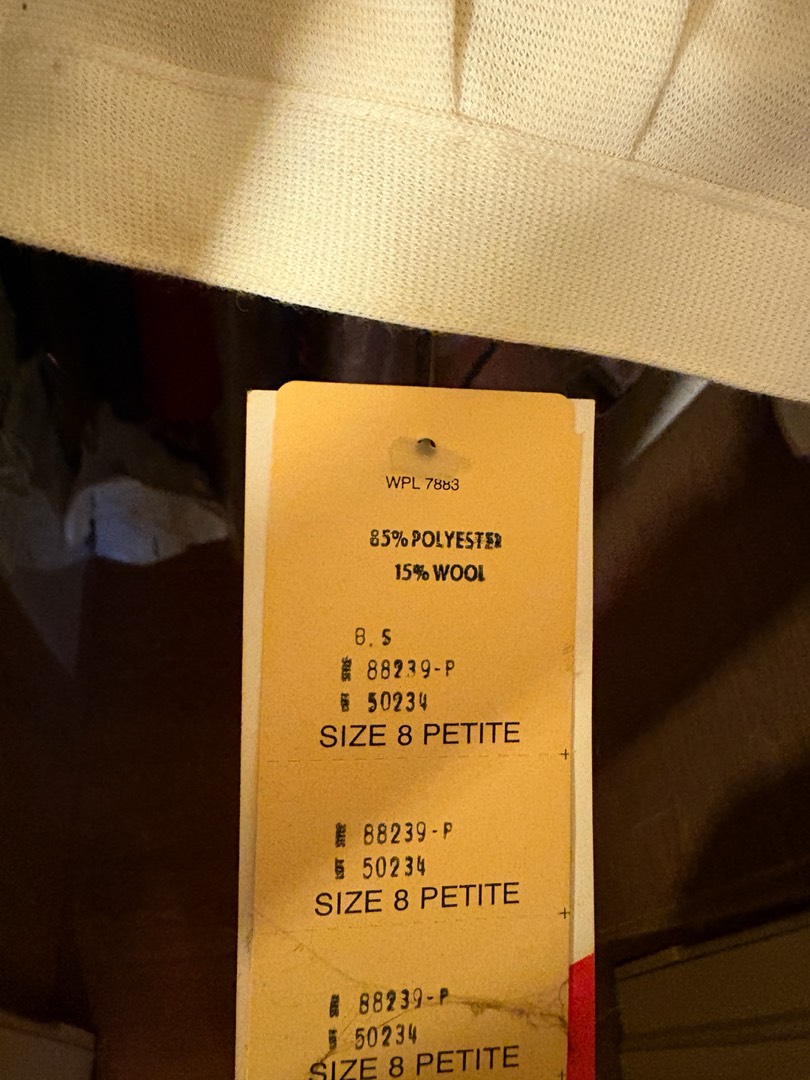 WPL 7883
85% POLYESTER
15% WOOL
8.5
88239-P
50234
SIZE 8 PETITE
88239-P
50234
SIZE 8 PETITE
88239-P
50234
SIZE 8 PETITE